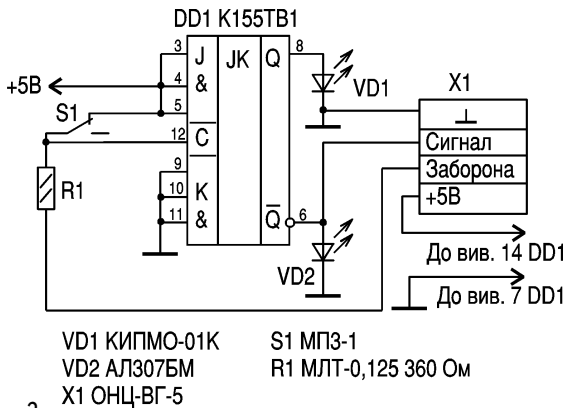 DD1 К155ТВ1
3 J JK Q 8
+5В 4 & VD1 X1
S1 5
12 C Сигнал
9 Заборона
R1 10 K +5В
11 & Q 6
До вив. 14 DD1
VD2
До вив. 7 DD1
VD1 КИПМО-01К S1 МПЗ-1
VD2 АЛ307БМ R1 МЛТ-0,125 360 Ом
X1 ОНЦ-ВГ-5